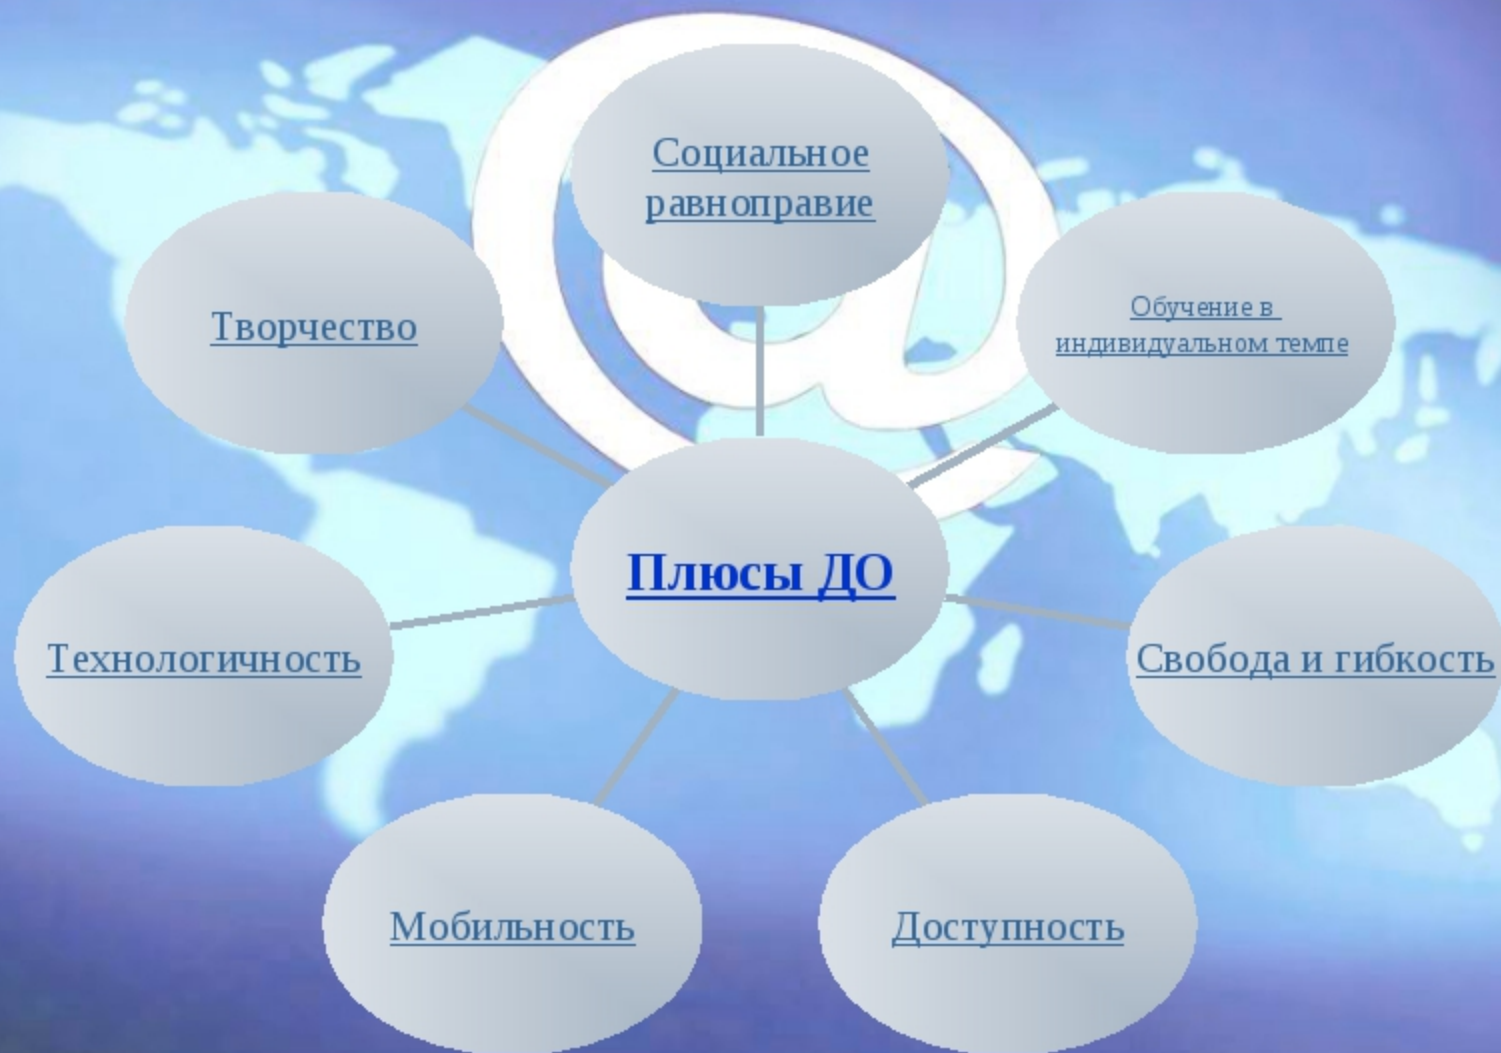 Социальное
равноправие
Творчество
Обучение в
индивидуальном темпе
Плюсы ДО
Технологичность
Свобода и гибкость
Мобильность
Доступность